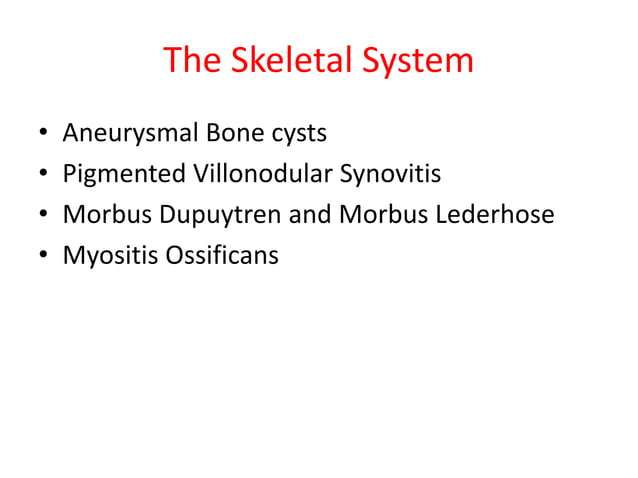 The Skeletal System
• Aneurysmal Bone cysts
• Pigmented Villonodular Synovitis
• Morbus Dupuytren and Morbus Lederhose
• Myositis Ossificans